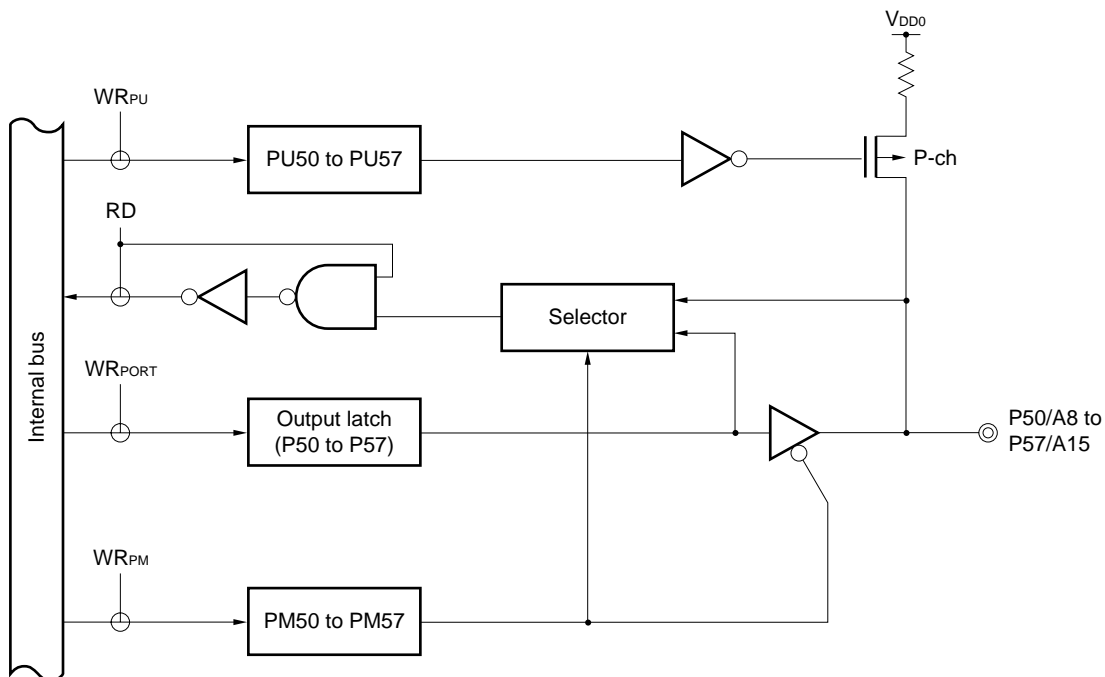 VDD0
WRPU
PU50 to PU57
P-ch
RD
Selector
Internal bus
WRPORT
Output latch
(P50 to P57)
P50/A8 to
P57/A15
WRPM
PM50 to PM57